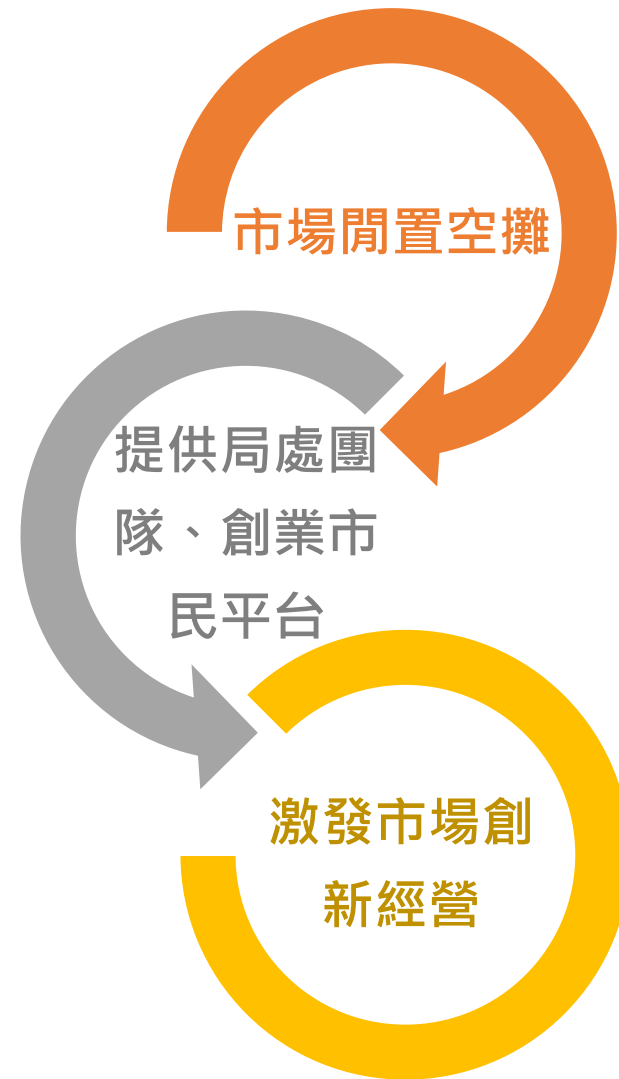 市場閒置空攤
提供局處團
隊、創業市
民平台
激發市場創
新經營